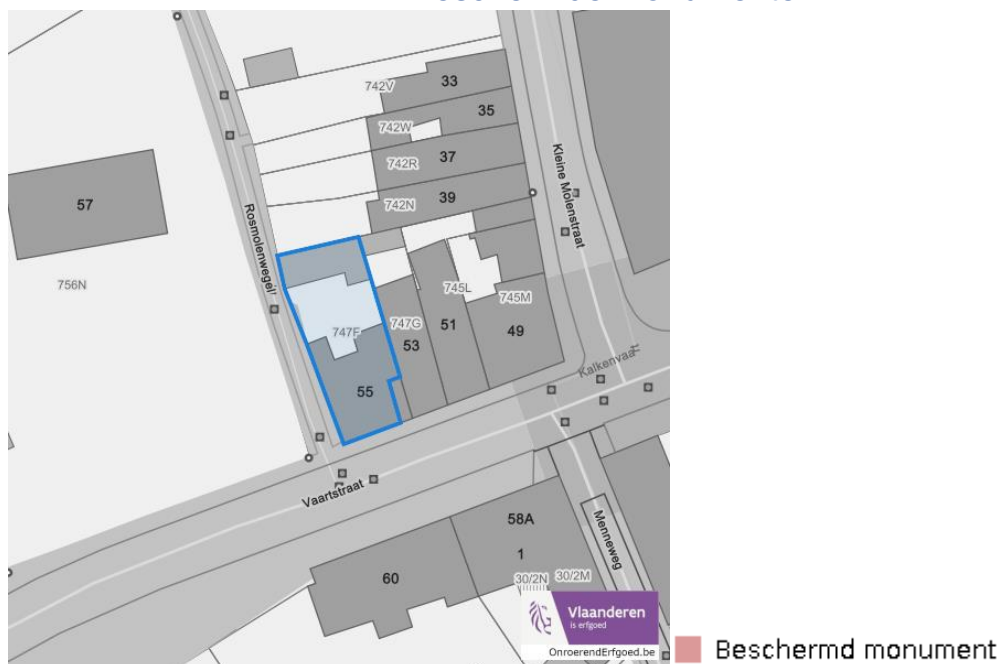 33
742V
35
742W
37
742R
39
742N
57
Rosmolenwegel
Kleine Molenstraat
756N
745L
745M
747F
747G
51
49
53
55
Kalkenvaart
Vaartstraat
58A
1
60
30/2N
30/2M
Menneweg
Vlaanderen
is erfgoed
OnroerendErfgoed.be
Beschermd monument